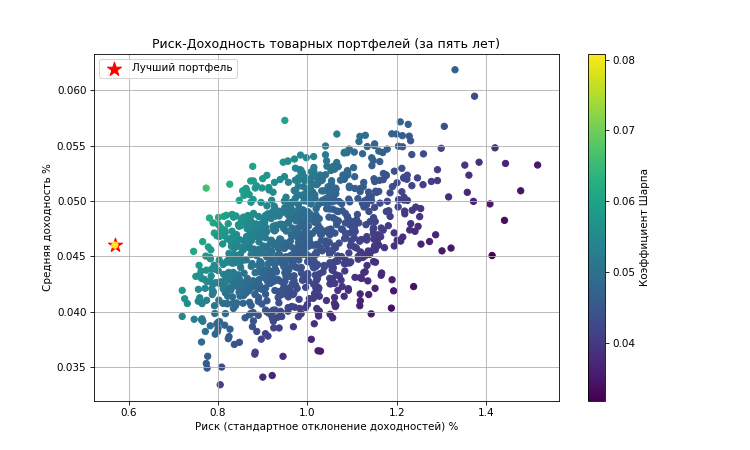 Риск-Доходность товарных портфелей (за пять лет)
Лучший портфель
Средняя доходность %
0.060
0.055
0.050
0.045
0.040
0.035
0.6 0.8 1.0 1.2 1.4
Риск (стандартное отклонение доходностей) %
0.08
0.07
0.06
0.05
0.04
Коэффициент Шарпа